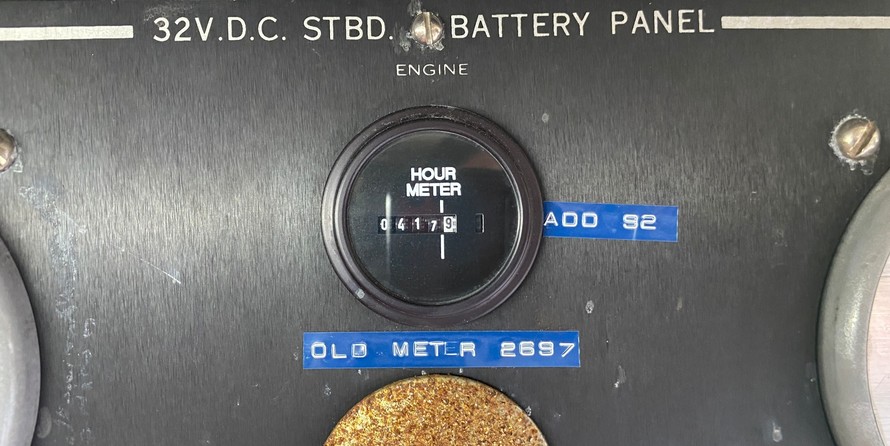 32V.D.C. STBD. BATTERY PANEL
ENGINE
HOUR
METER
04179
ADD 92
OLD METER 2697